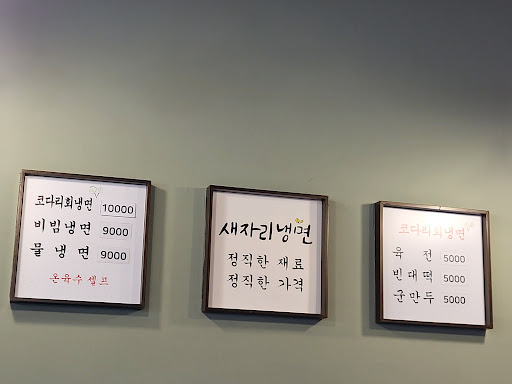 코다리회냉면 10000
비빔냉면 9000
물냉면 9000
온육수 셀프
새자리냉면
정직한 재료
정직한 가격
코다리회냉면
육전 5000
빈대떡 5000
군만두 5000